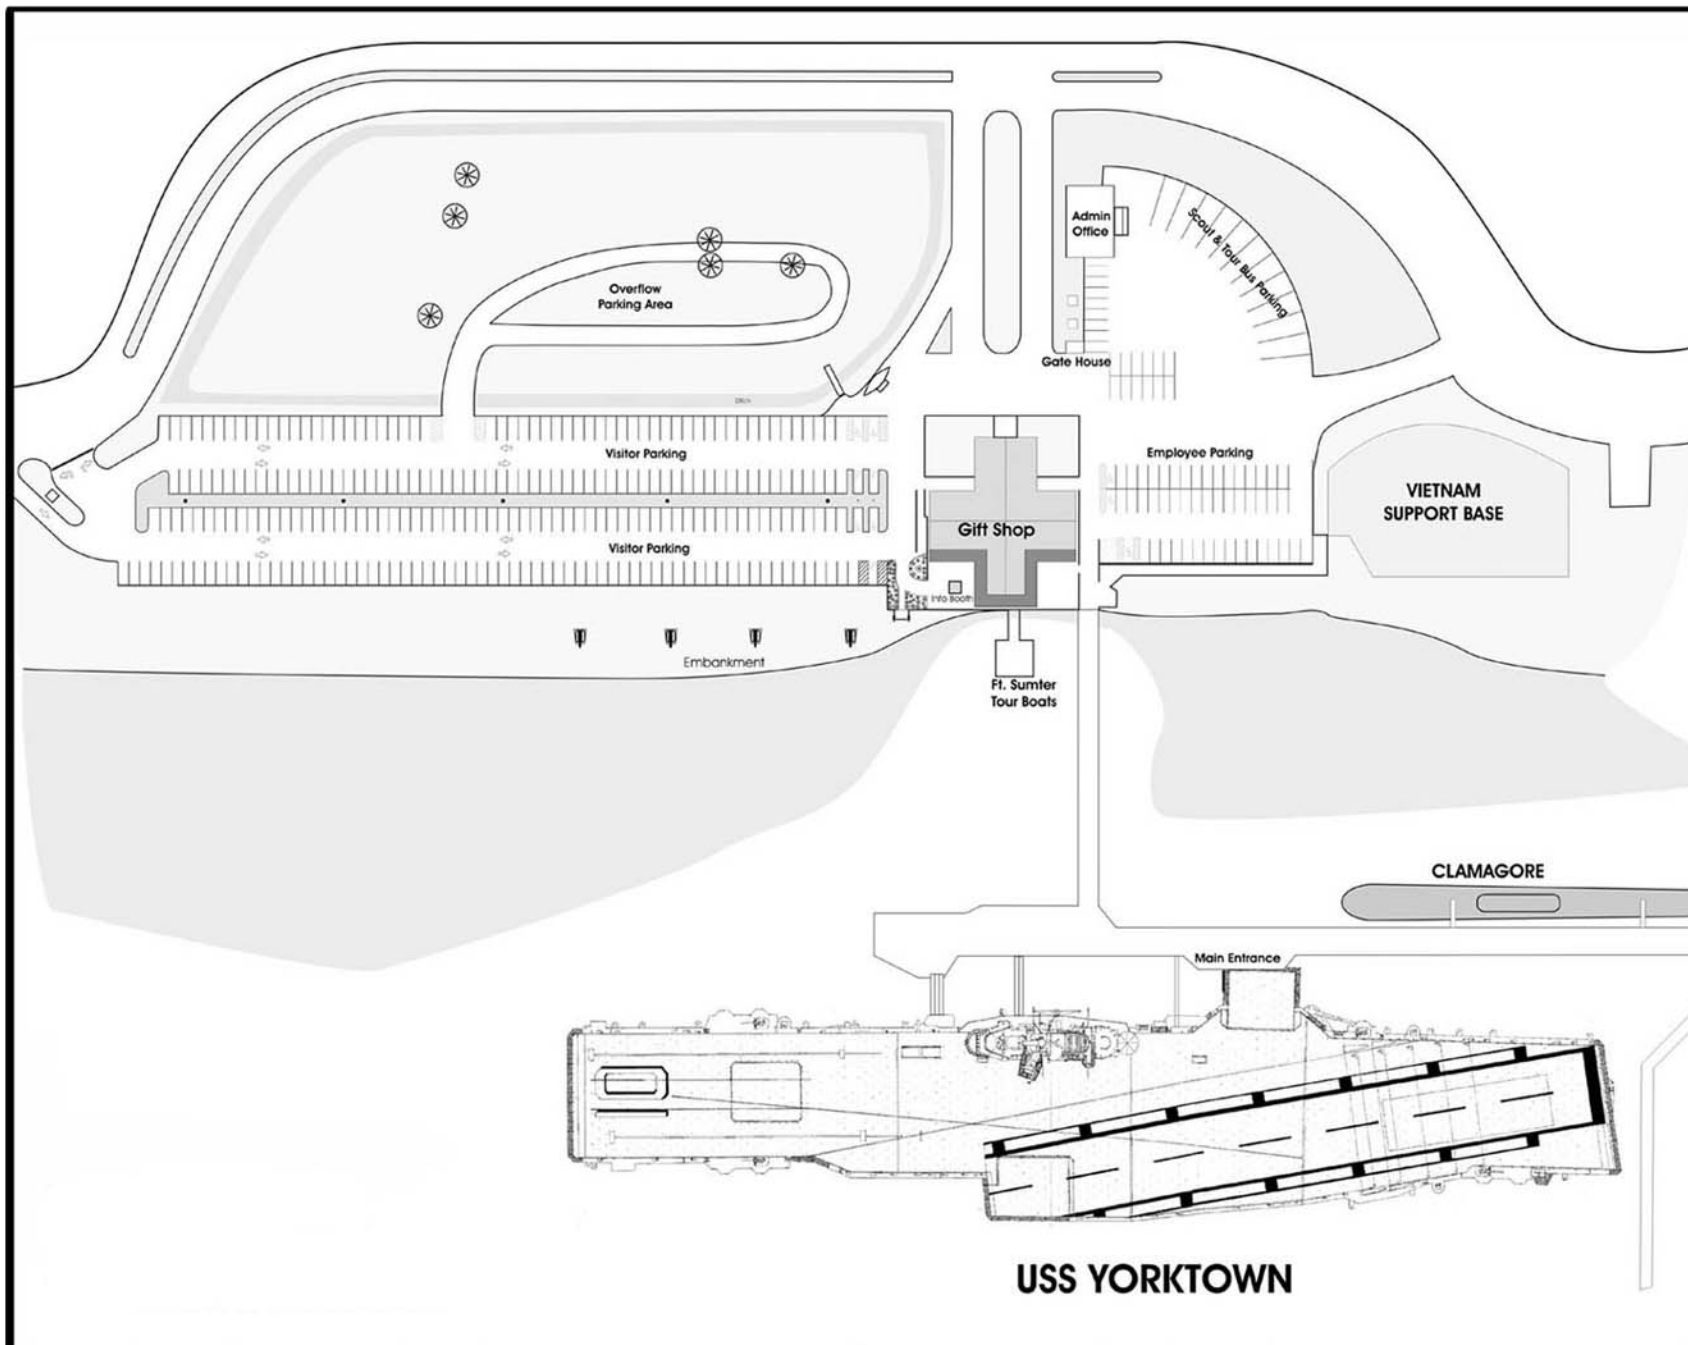 Admin
Office
Scout & Tour Bus Parking
Overflow
Parking Area
Gate House
Ditch
Visitor Parking
Employee Parking
VIETNAM
SUPPORT BASE
Gift Shop
Visitor Parking
Info Booth
Embankment
Ft. Sumter
Tour Boats
CLAMAGORE
Main Entrance
USS YORKTOWN